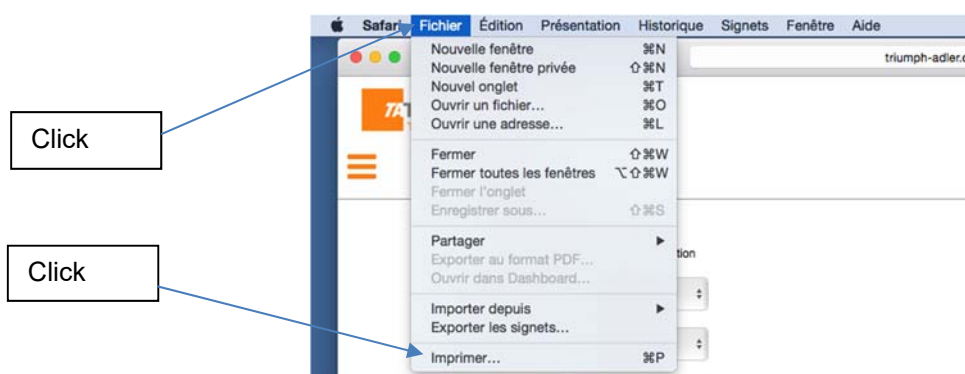 Safari Fichier Édition Présentation Historique Signets Fenêtre Aide
triumph-adler.c
Nouvelle fenêtre ⌘N
Nouvelle fenêtre privée ⇧⌘N
Nouvel onglet ⌘T
Ouvrir un fichier... ⌘O
Ouvrir une adresse... ⌘L
TA
Click
Fermer ⇧⌘W
Fermer toutes les fenêtres ⌥⇧⌘W
Fermer l'onglet
Enregistrer sous... ⇧⌘S
Partager
tion
Exporter au format PDF...
Click
Ouvrir dans Dashboard...
Importer depuis
Exporter les signets...
Imprimer... ⌘P